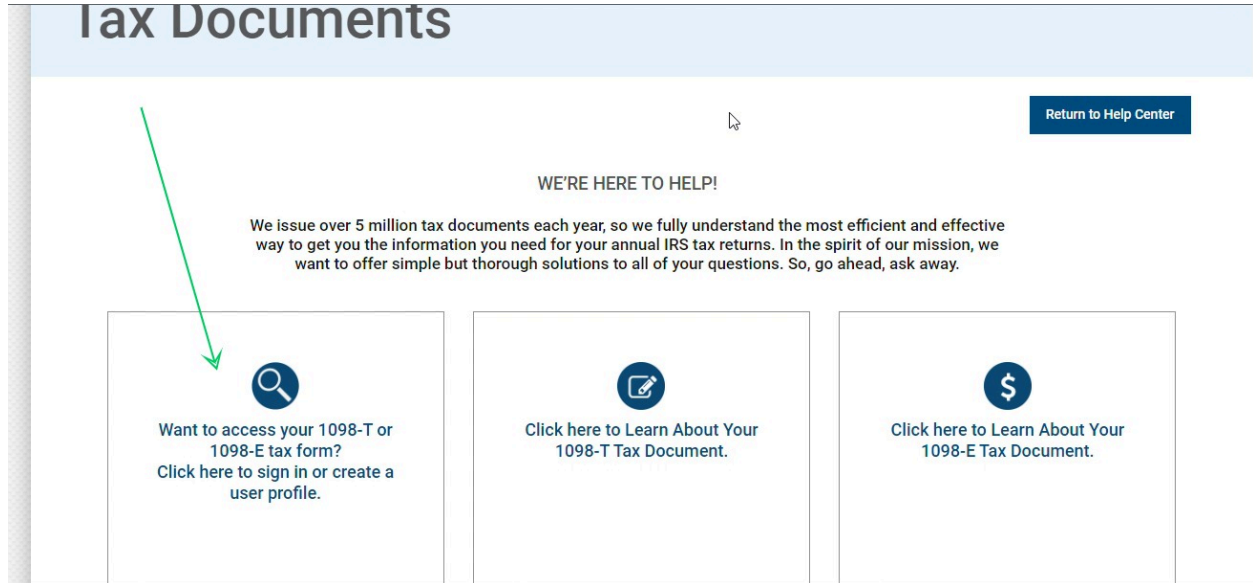 Tax Documents
Return to Help Center
WE'RE HERE TO HELP!
We issue over 5 million tax documents each year, so we fully understand the most efficient and effective
way to get you the information you need for your annual IRS tax returns. In the spirit of our mission, we
want to offer simple but thorough solutions to all of your questions. So, go ahead, ask away.
Want to access your 1098-T or
1098-E tax form?
Click here to sign in or create a
user profile.
Click here to Learn About Your
1098-T Tax Document.
$
Click here to Learn About Your
1098-E Tax Document.